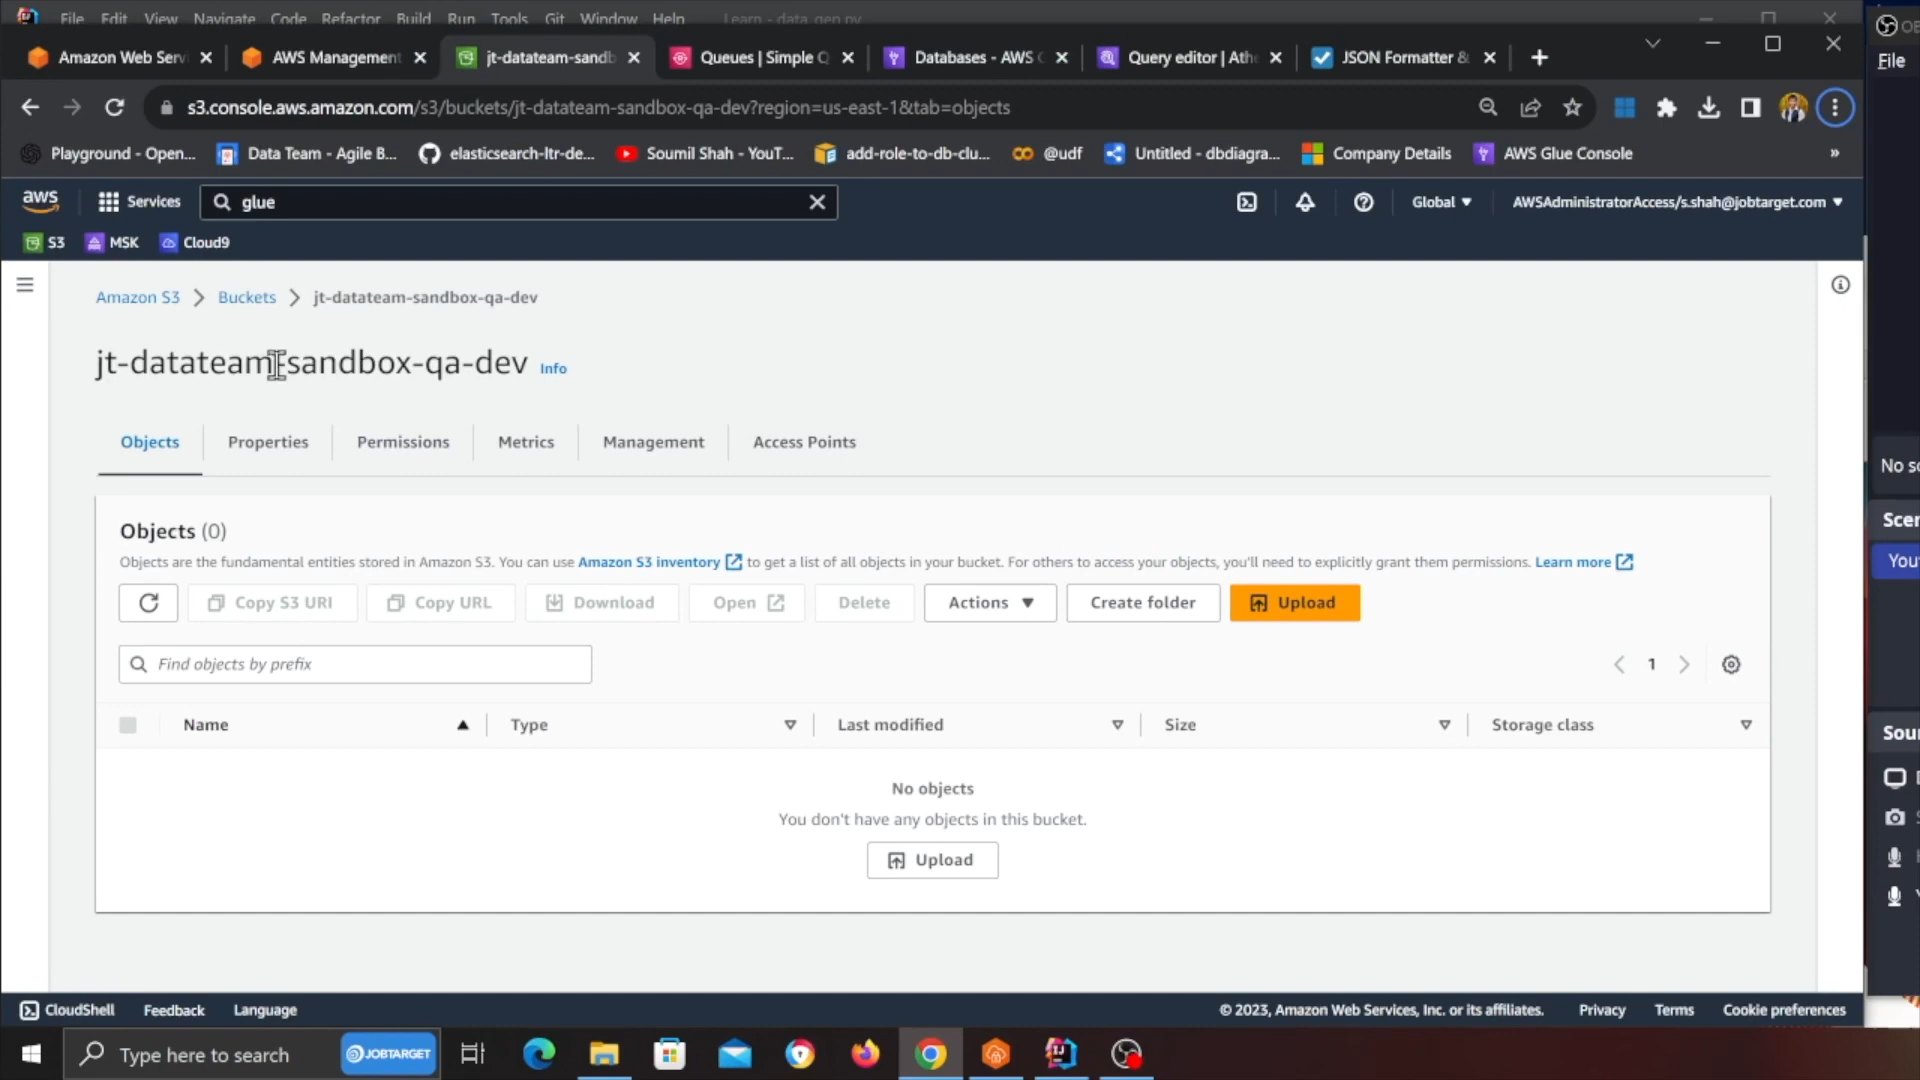 File Edit View Navigate Code Refactor Build Run Tools Git Window Help Learn - data_gen.py
Amazon Web Servi
AWS Management
jt-datateam-sandb
Queues | Simple Q
Databases - AWS G
Query editor | Ath
JSON Formatter &
s3.console.aws.amazon.com/s3/buckets/jt-datateam-sandbox-qa-dev?region=us-east-1&tab=objects
File
Playground - Open... Data Team - Agile B... elasticsearch-ltr-de... Soumil Shah - YouT... add-role-to-db-clu... @udf Untitled - dbdiagra... Company Details AWS Glue Console »
aws Services glue Global AWSAdministratorAccess/s.shah@jobtarget.com
S3 MSK Cloud9
Amazon S3 > Buckets > jt-datateam-sandbox-qa-dev
jt-datateam-sandbox-qa-dev Info
Objects Properties Permissions Metrics Management Access Points
Objects (0)
Objects are the fundamental entities stored in Amazon S3. You can use Amazon S3 inventory to get a list of all objects in your bucket. For others to access your objects, you'll need to explicitly grant them permissions. Learn more
Copy S3 URI Copy URL Download Open Delete Actions Create folder Upload
Find objects by prefix
1
Name Type Last modified Size Storage class
No objects
You don't have any objects in this bucket.
Upload
No sc
Scen
You
Sour
CloudShell Feedback Language © 2023, Amazon Web Services, Inc. or its affiliates. Privacy Terms Cookie preferences
Type here to search JOBTARGET